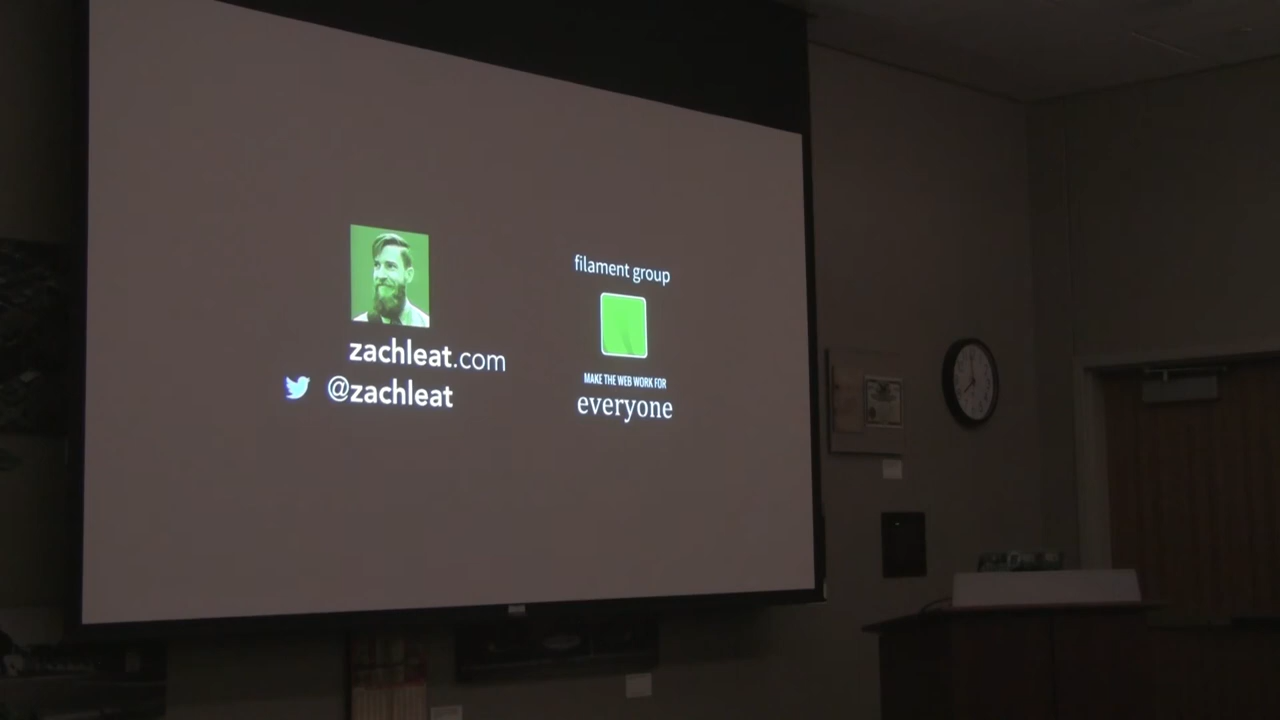 zachleat.com
@zachleat
filament group
MAKE THE WEB WORK FOR
everyone